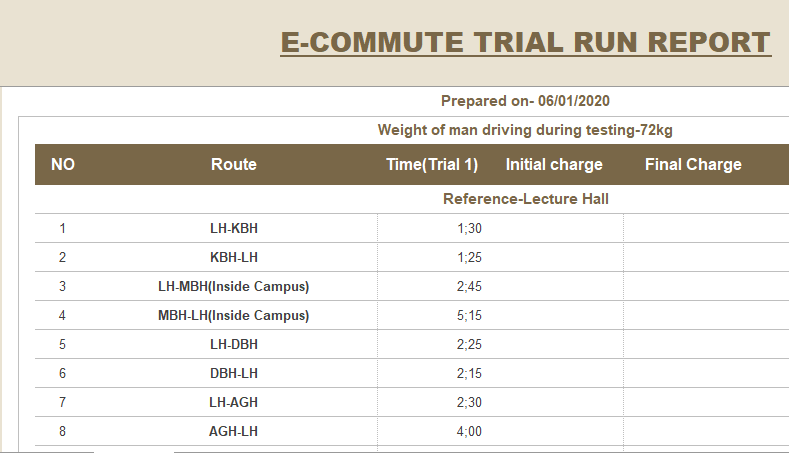 E-COMMUTE TRIAL RUN REPORT
Prepared on- 06/01/2020
Weight of man driving during testing-72kg
NO Route Time(Trial 1) Initial charge Final Charge
Reference-Lecture Hall
1 LH-KBH 1;30
2 KBH-LH 1;25
3 LH-MBH(Inside Campus) 2;45
4 MBH-LH(Inside Campus) 5;15
5 LH-DBH 2;25
6 DBH-LH 2;15
7 LH-AGH 2;30
8 AGH-LH 4;00